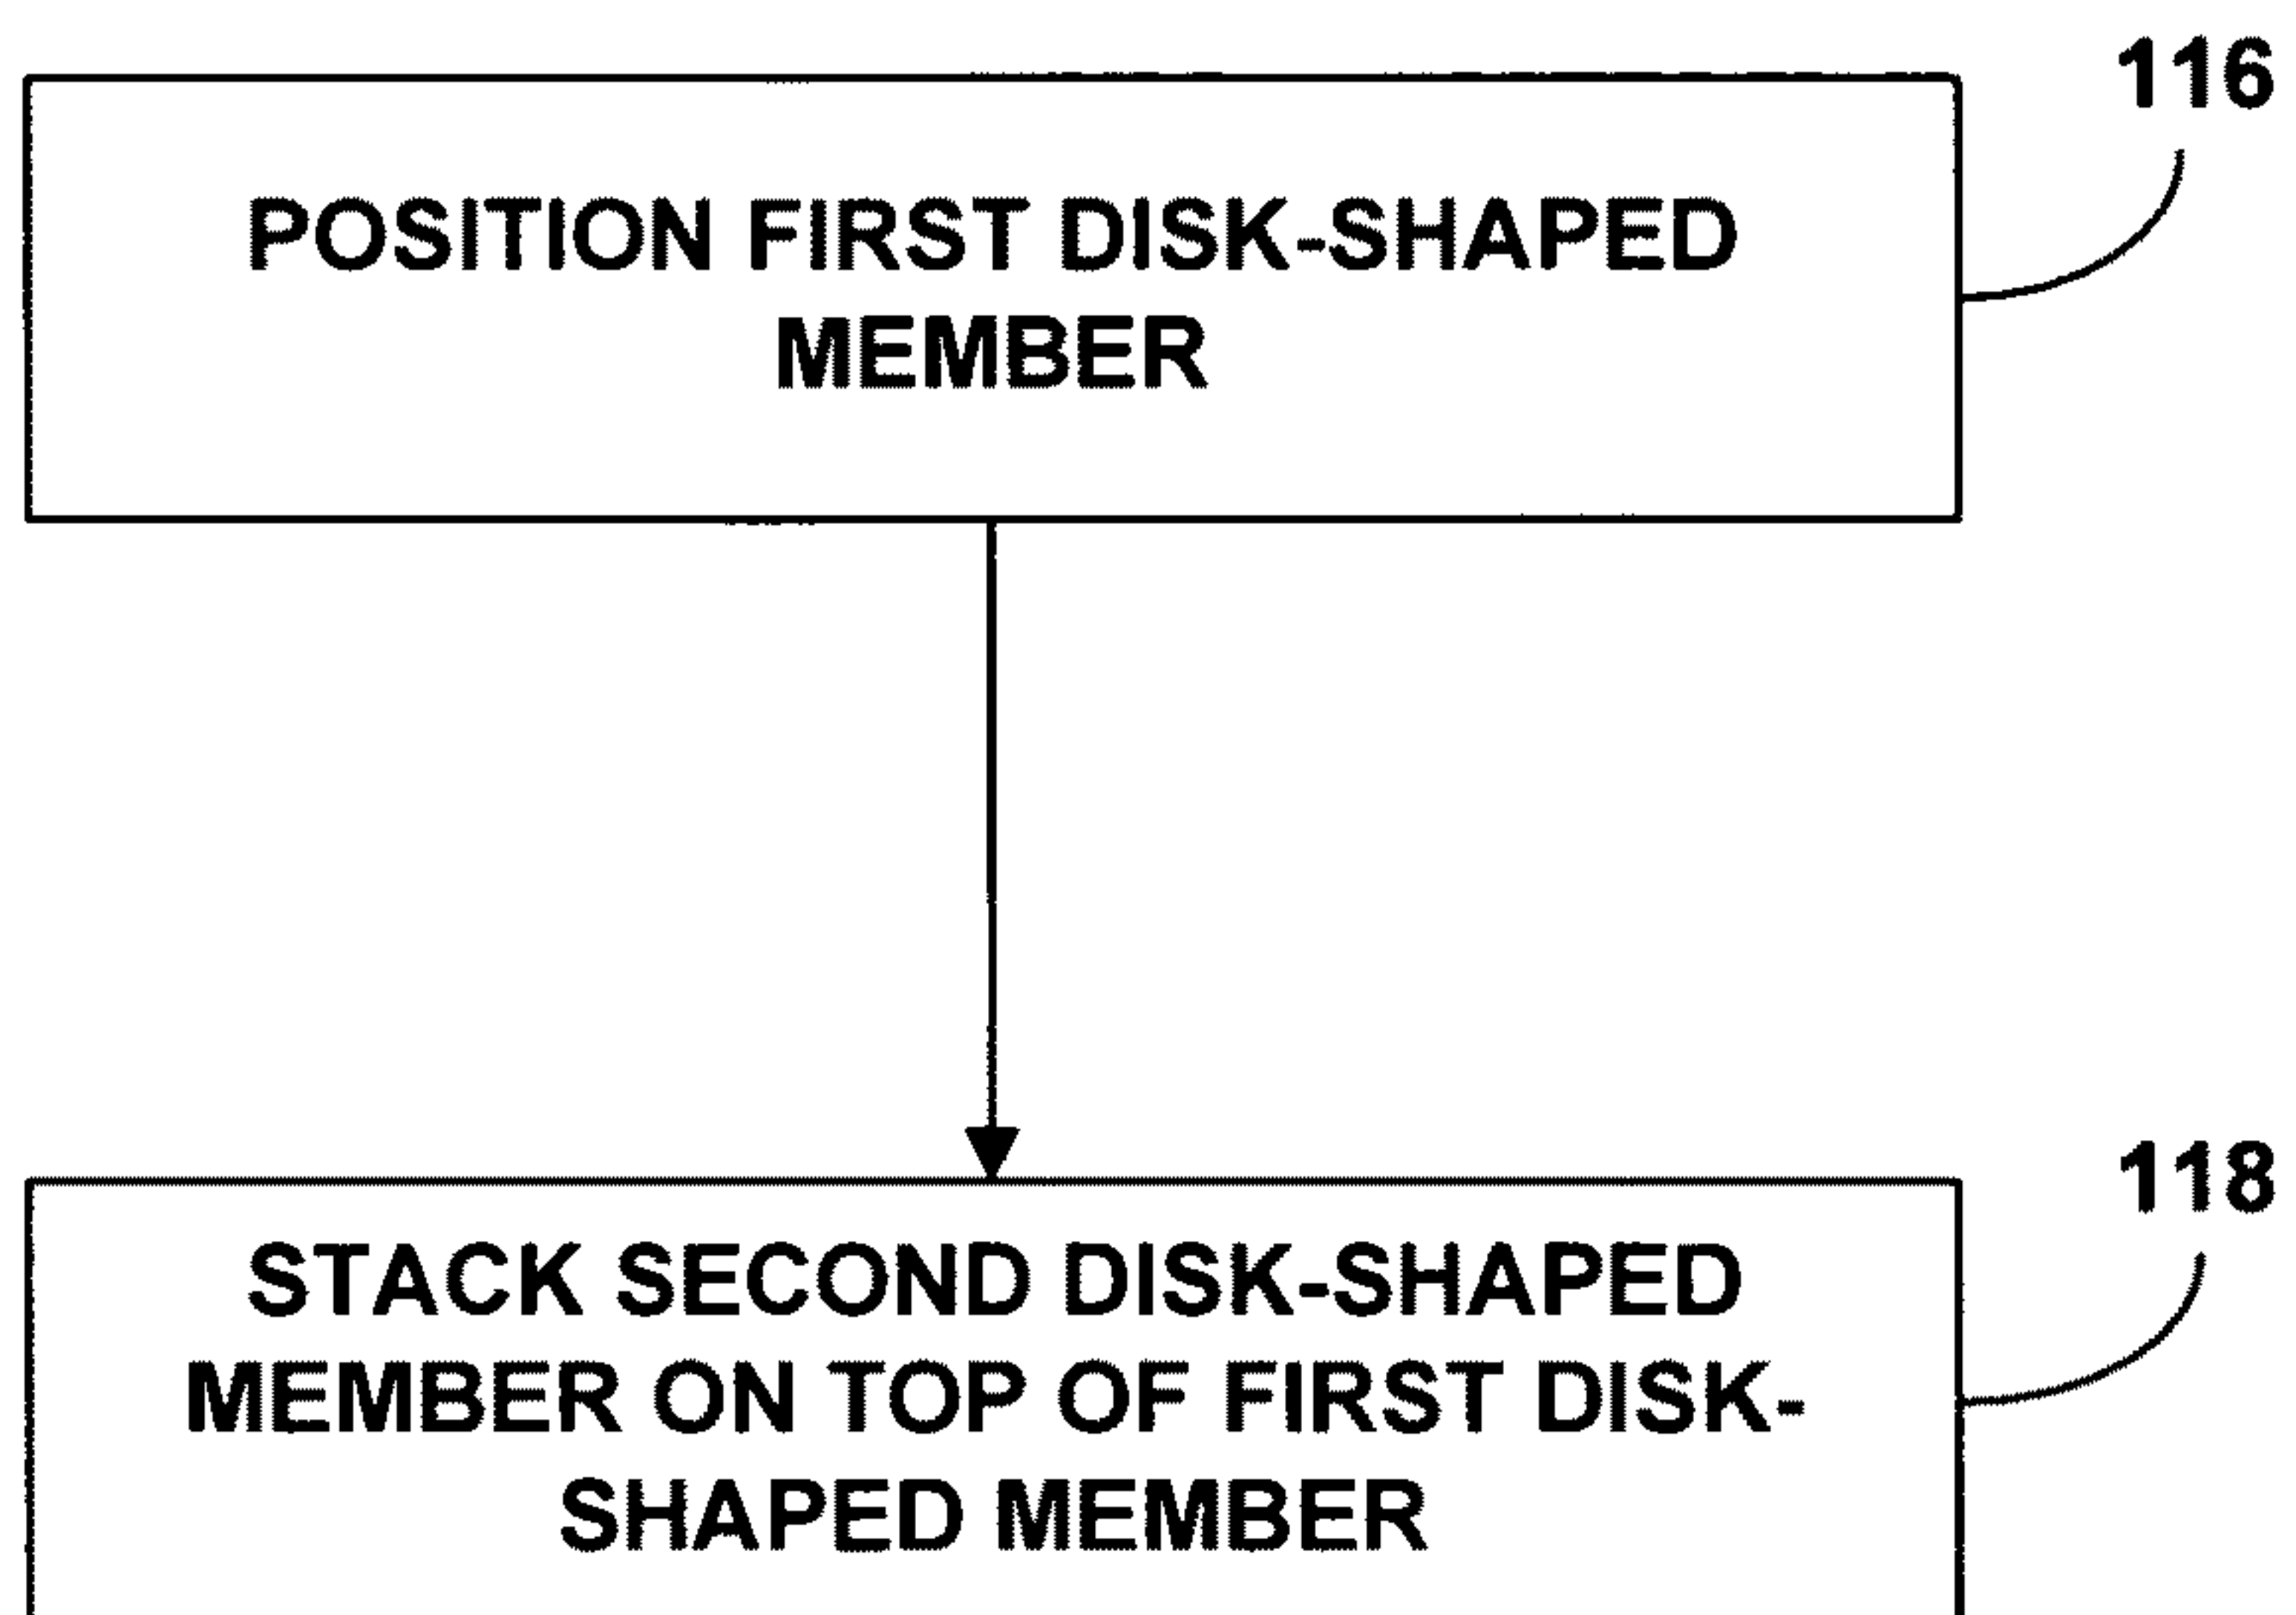 116
POSITION FIRST DISK-SHAPED
MEMBER
118
STACK SECOND DISK-SHAPED
MEMBER ON TOP OF FIRST DISK-
SHAPED MEMBER